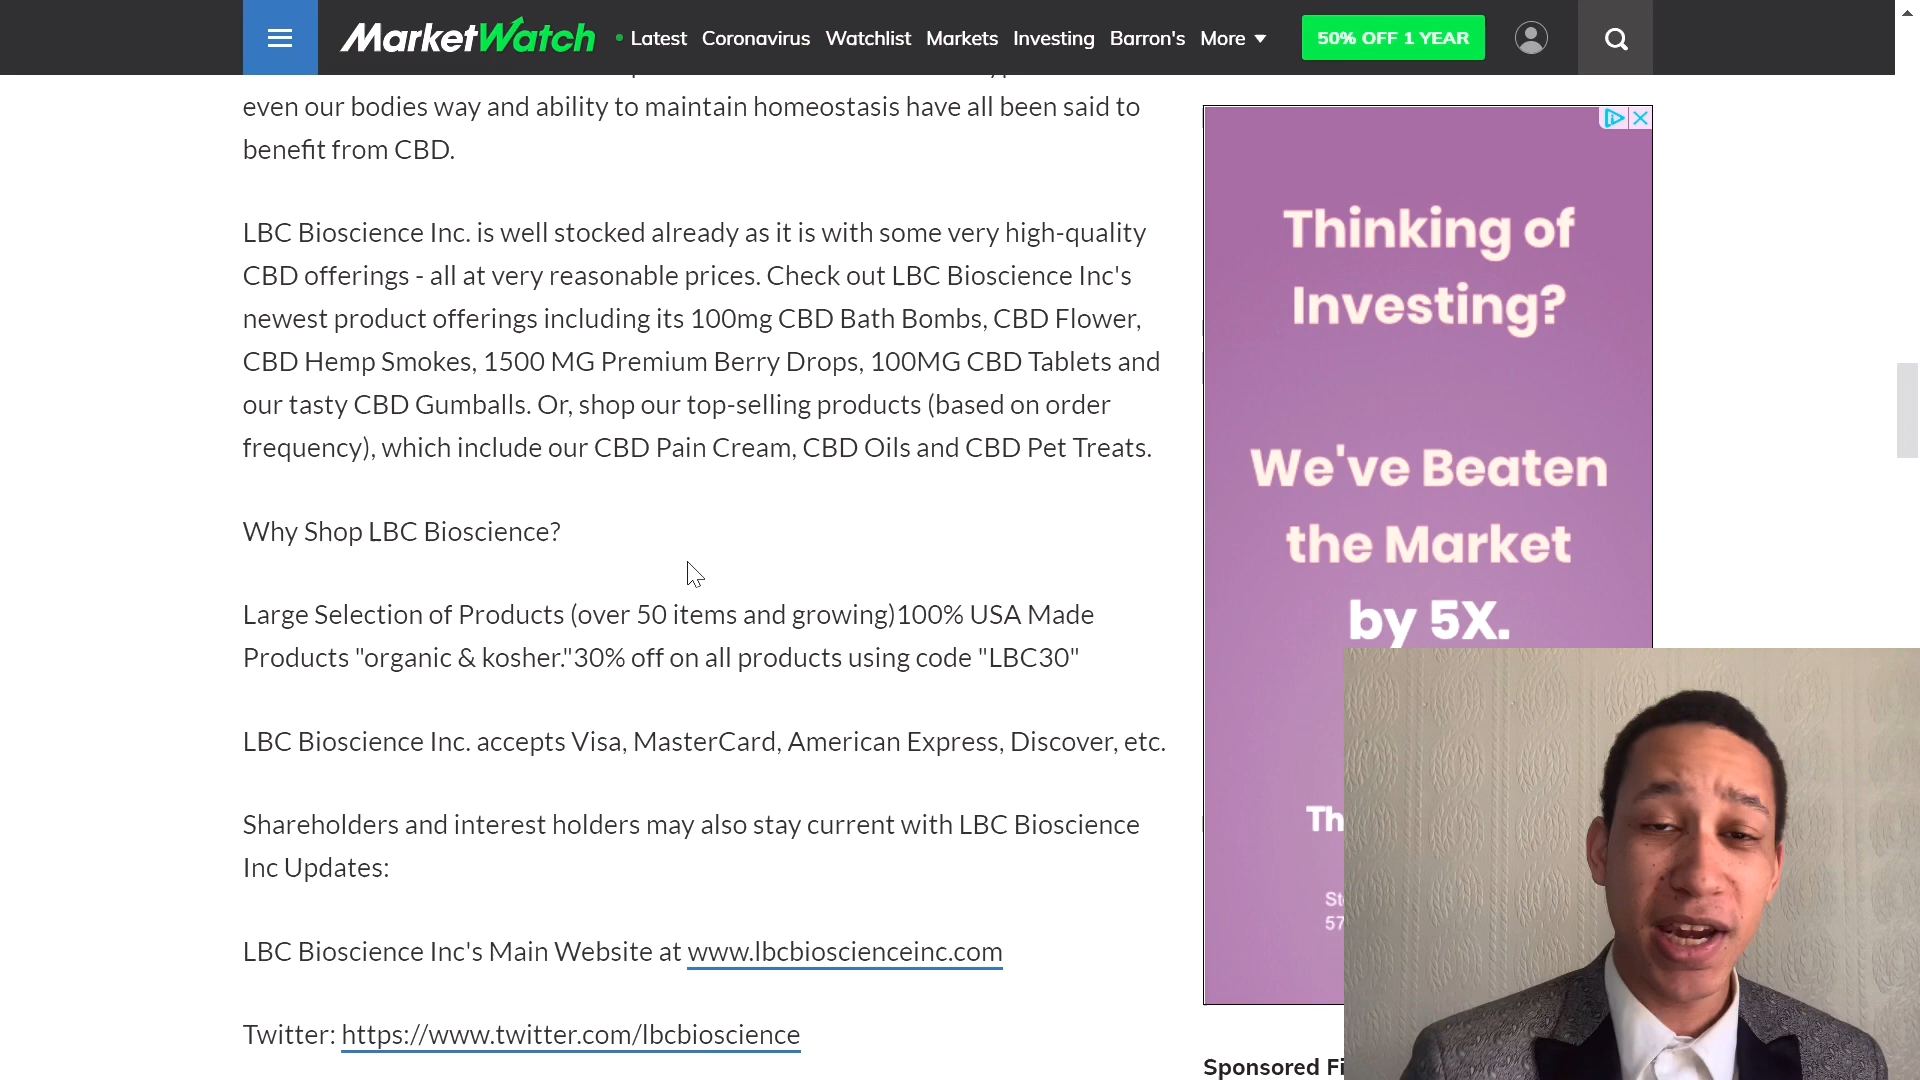 MarketWatch
• Latest Coronavirus Watchlist Markets Investing Barron's More
50% OFF 1 YEAR
even our bodies way and ability to maintain homeostasis have all been said to
benefit from CBD.
LBC Bioscience Inc. is well stocked already as it is with some very high-quality
CBD offerings - all at very reasonable prices. Check out LBC Bioscience Inc's
newest product offerings including its 100mg CBD Bath Bombs, CBD Flower,
CBD Hemp Smokes, 1500 MG Premium Berry Drops, 100MG CBD Tablets and
our tasty CBD Gumballs. Or, shop our top-selling products (based on order
frequency), which include our CBD Pain Cream, CBD Oils and CBD Pet Treats.
Why Shop LBC Bioscience?
Large Selection of Products (over 50 items and growing)100% USA Made
Products "organic & kosher."30% off on all products using code "LBC30"
LBC Bioscience Inc. accepts Visa, MasterCard, American Express, Discover, etc.
Shareholders and interest holders may also stay current with LBC Bioscience
Inc Updates:
LBC Bioscience Inc's Main Website at www.lbcbioscienceinc.com
Twitter: https://www.twitter.com/lbcbioscience
Thinking of
Investing?
We've Beaten
the Market
by 5X.
Th
St
57
Sponsored Fi